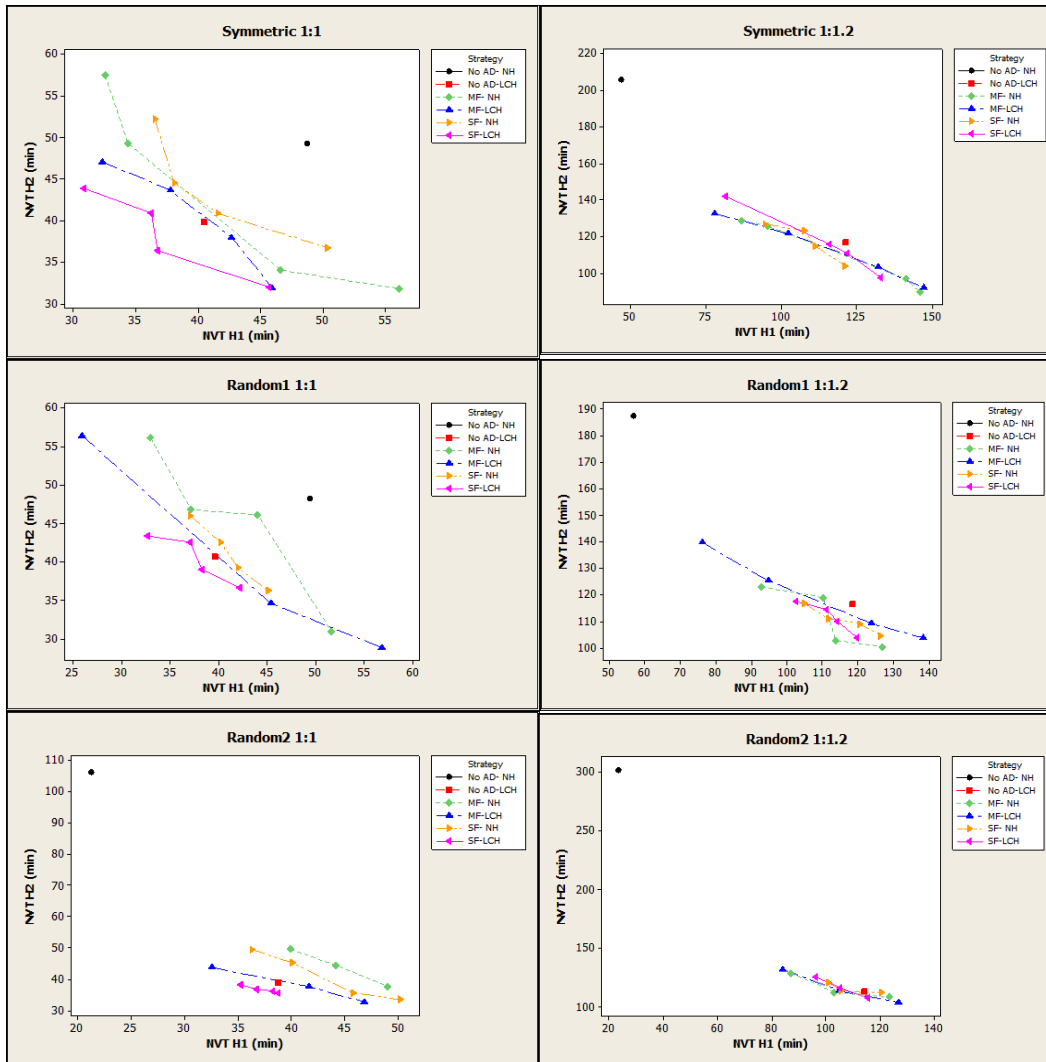 Symmetric 1:1
60
55
50
45
40
35
30
NVT H2 (min)
30 35 40 45 50 55
NVT H1 (min)
Strategy
No AD- NH
No AD-LCH
MF- NH
MF-LCH
SF- NH
SF-LCH
Symmetric 1:1.2
220
200
180
160
140
120
100
NVT H2 (min)
50 75 100 125 150
NVT H1 (min)
Strategy
No AD- NH
No AD-LCH
MF- NH
MF-LCH
SF- NH
SF-LCH
Random1 1:1
60
55
50
45
40
35
30
NVT H2 (min)
25 30 35 40 45 50 55 60
NVT H1 (min)
Strategy
No AD- NH
No AD-LCH
MF- NH
MF-LCH
SF- NH
SF-LCH
Random1 1:1.2
190
180
170
160
150
140
130
120
110
100
NVT H2 (min)
50 60 70 80 90 100 110 120 130 140
NVT H1 (min)
Strategy
No AD- NH
No AD-LCH
MF- NH
MF-LCH
SF- NH
SF-LCH
Random2 1:1
110
100
90
80
70
60
50
40
30
NVT H2 (min)
20 30 40 50
NVT H1 (min)
Strategy
No AD- NH
No AD-LCH
MF- NH
MF-LCH
SF- NH
SF-LCH
Random2 1:1.2
300
250
200
150
100
NVT H2 (min)
20 40 60 80 100 120 140
NVT H1 (min)
Strategy
No AD- NH
No AD-LCH
MF- NH
MF-LCH
SF- NH
SF-LCH